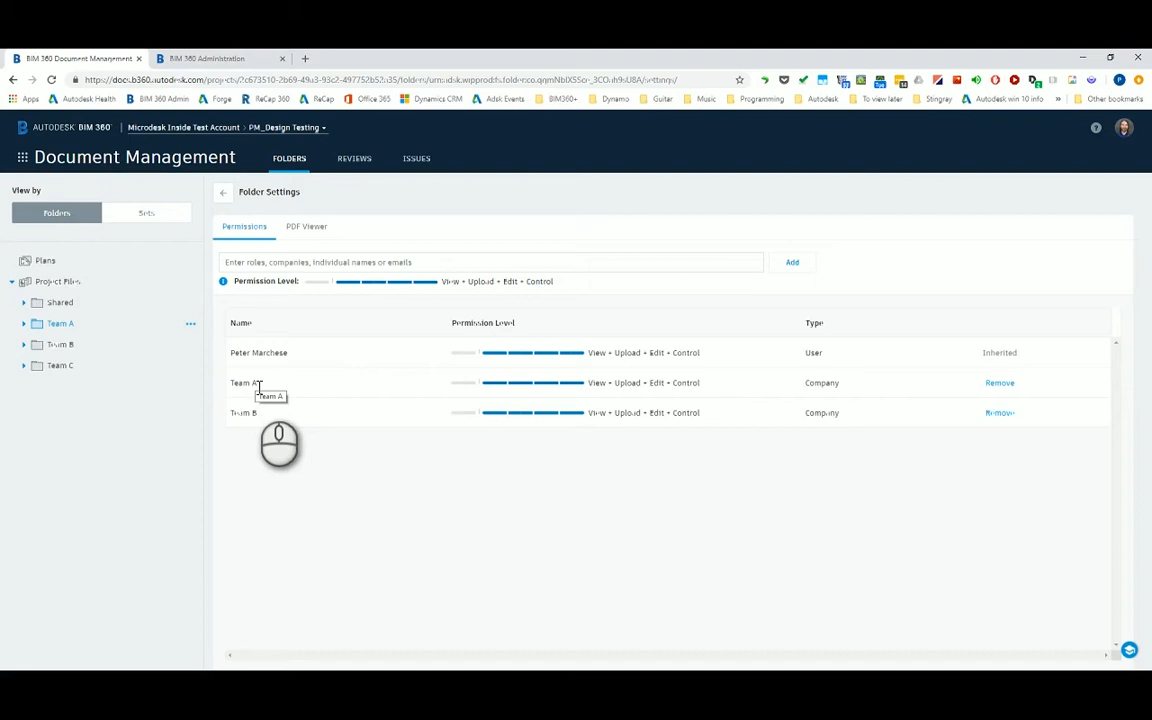 BIM 360 Document Management
BIM 360 Administration
Apps
Autodesk Health
BIM 360 Admin
Forge
ReCap 360
ReCap
Office 365
Dynamics CRM
Adsk Events
BIM360+
Dynamo
Guitar
Music
Programming
Autodesk
To view later
Stingray
Autodesk win 10 info
»
Other bookmarks
AUTODESK BIM 360
Microdesk Inside Test Account > PM_Design Testing
Document Management
FOLDERS
REVIEWS
ISSUES
View by
Folders
Sets
Plans
Project Files
Shared
Team A
Team B
Team C
Folder Settings
Permissions
PDF Viewer
Enter roles, companies, individual names or emails
Add
Permission Level:
View + Upload + Edit + Control
Name
Permission Level
Type
Peter Marchese
View + Upload + Edit + Control
User
Inherited
Team A
View + Upload + Edit + Control
Company
Remove
Team A
Team B
View + Upload + Edit + Control
Company
Remove